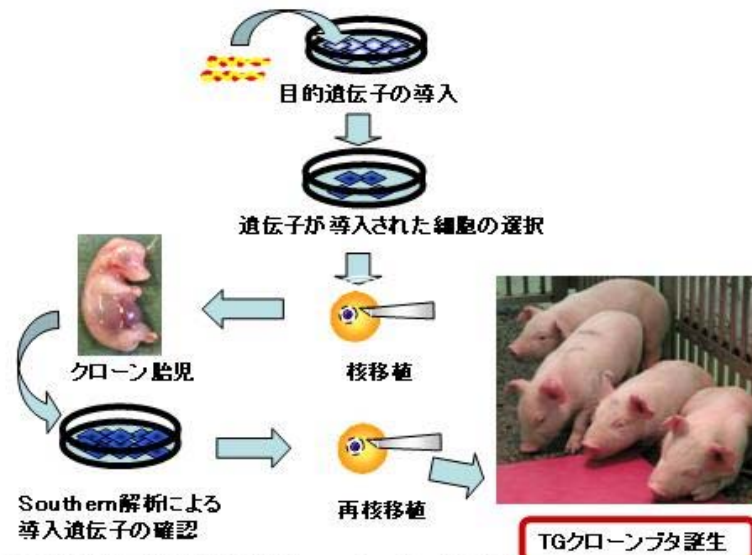 目的遺伝子の導入
遺伝子が導入された細胞の選択
クローン胎児
核移植
Southern解析による
導入遺伝子の確認
再核移植
TGクローンブタ誕生